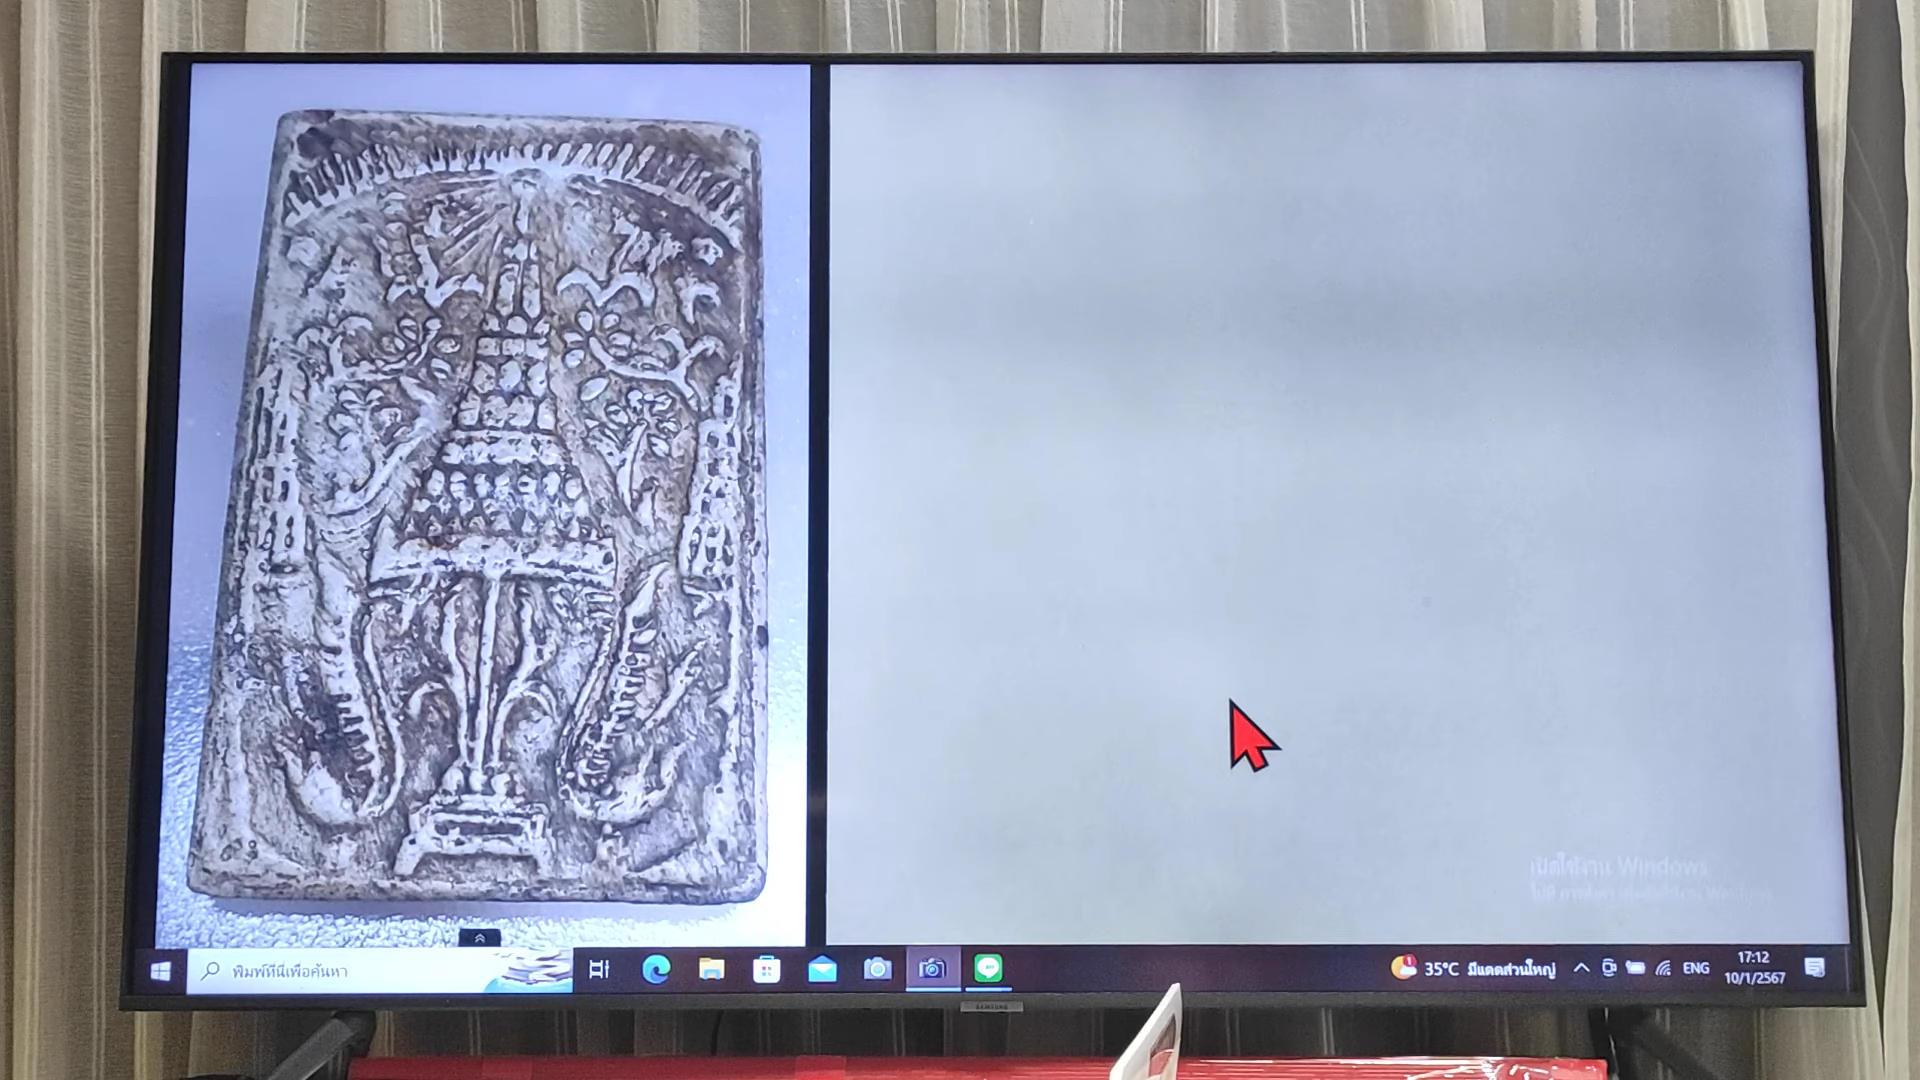 เปิดใช้งาน Windows
พิมพ์ที่นี่เพื่อค้นหา
35°C มีแดดส่วนใหญ่
ENG
17:12
10/1/2567
SAMSUNG